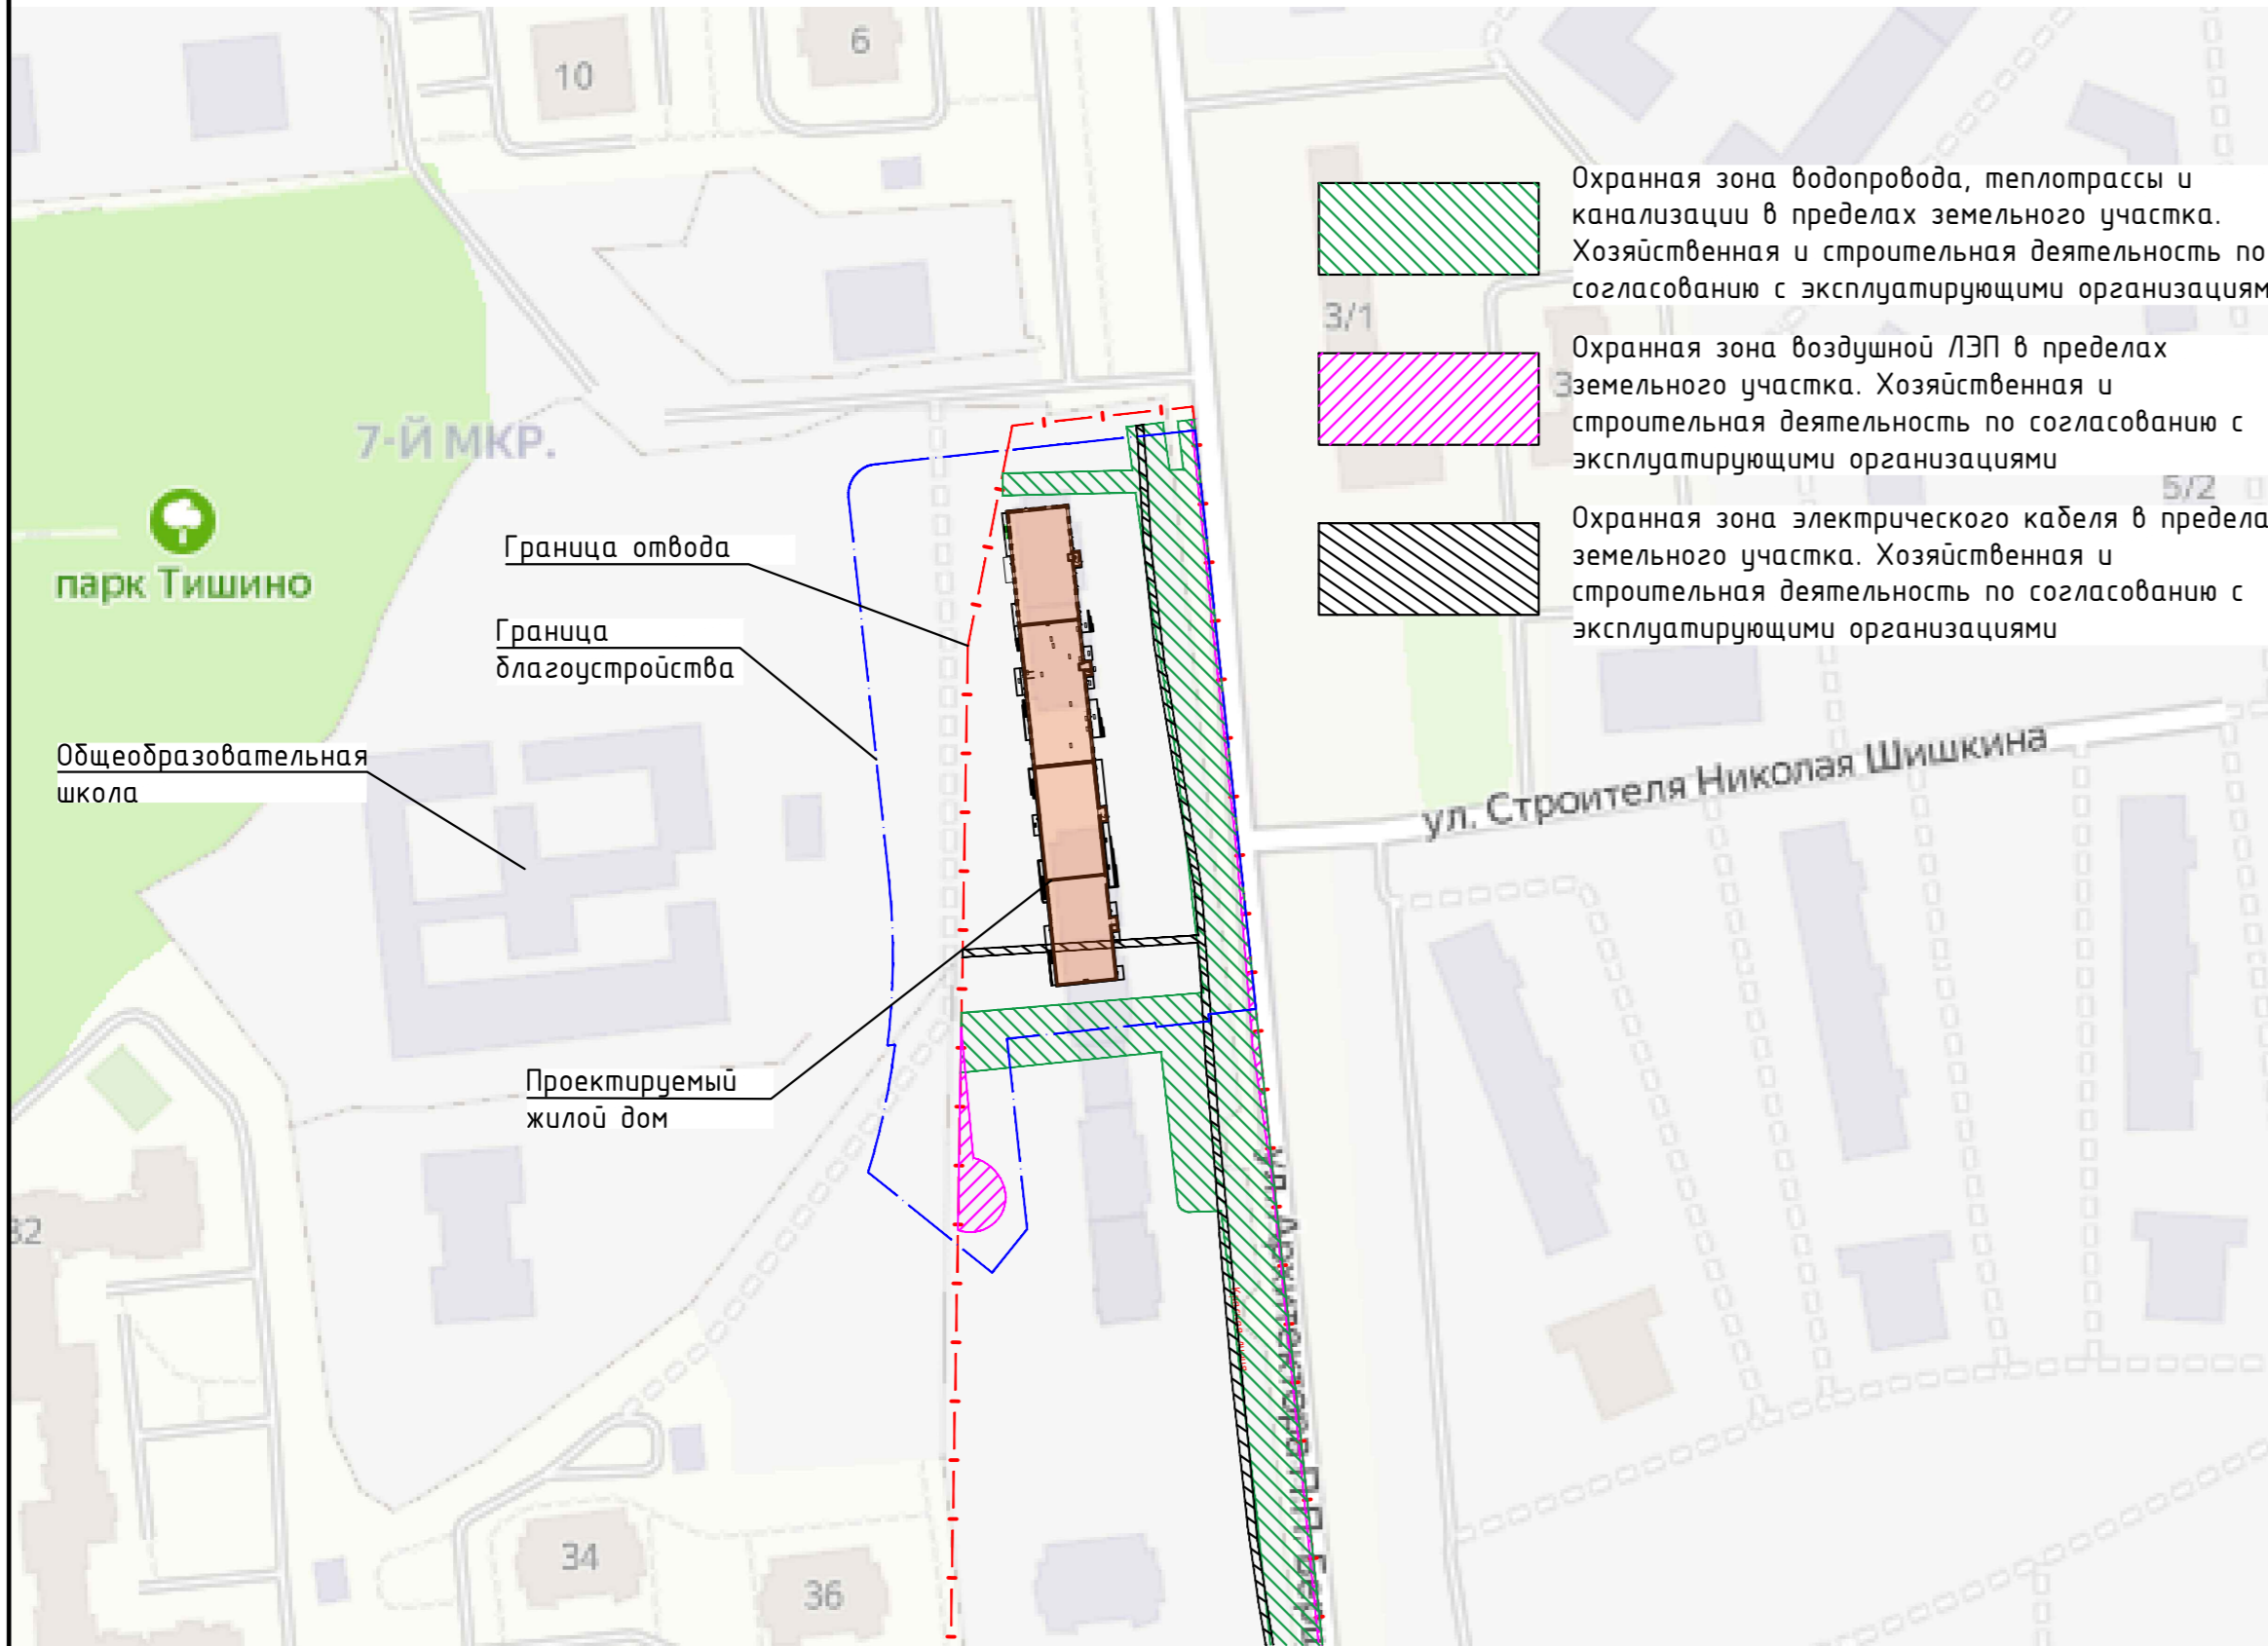 10
6
Охранная зона водопровода, теплотрассы и
канализации в пределах земельного участка.
Хозяйственная и строительная деятельность по
3/1
Охранная зона воздушной ЛЭП в пределах
земельного участка. Хозяйственная и
строительная деятельность по согласованию с
эксплуатирующими организациями
5/2
Охранная зона электрического кабеля в
земельного участка. Хозяйственная и
строительная деятельность по согласованию с
эксплуатирующими организациями
согласованию с эксплуатирующими
7-Й МКР.
парк Тишино
Граница отвода
Граница
благоустройства
Общеобразовательная
школа
ул. Строителя Николая Шишкина
Проектируемый
жилой дом
34
36